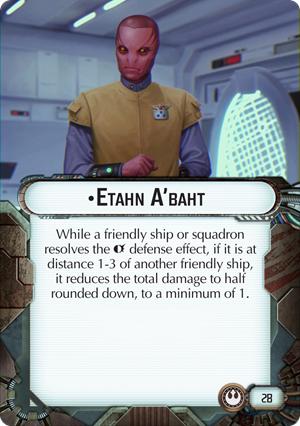 •Etahn A'baht
While a friendly ship or squadron
resolves the defense effect, if it is at
distance 1-3 of another friendly ship,
it reduces the total damage to half
rounded down, to a minimum of 1.
28